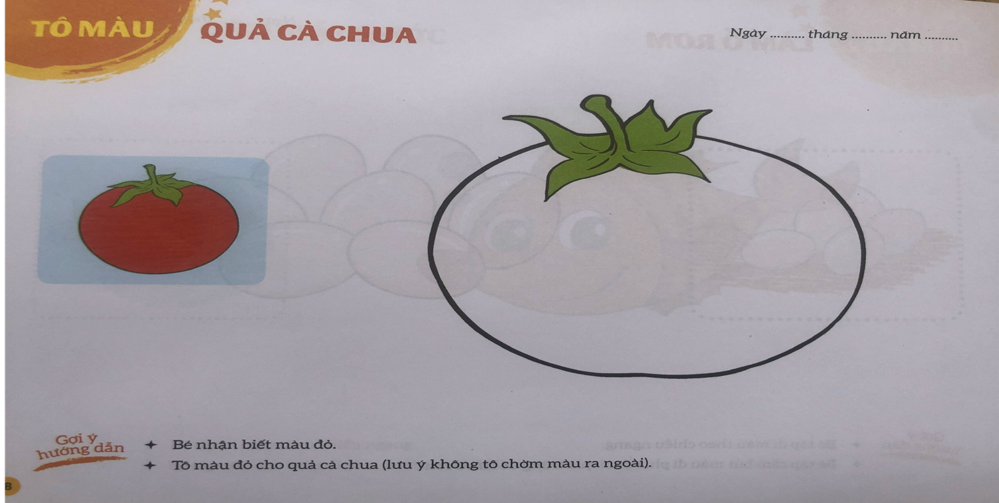 TÔ MÀU
QUẢ CÀ CHUA
Ngày .......... tháng .......... năm ..........
Gợi ý
hướng dẫn
Bé nhận biết màu đỏ.
Tô màu đỏ cho quả cà chua (lưu ý không tô chờm màu ra ngoài).
8